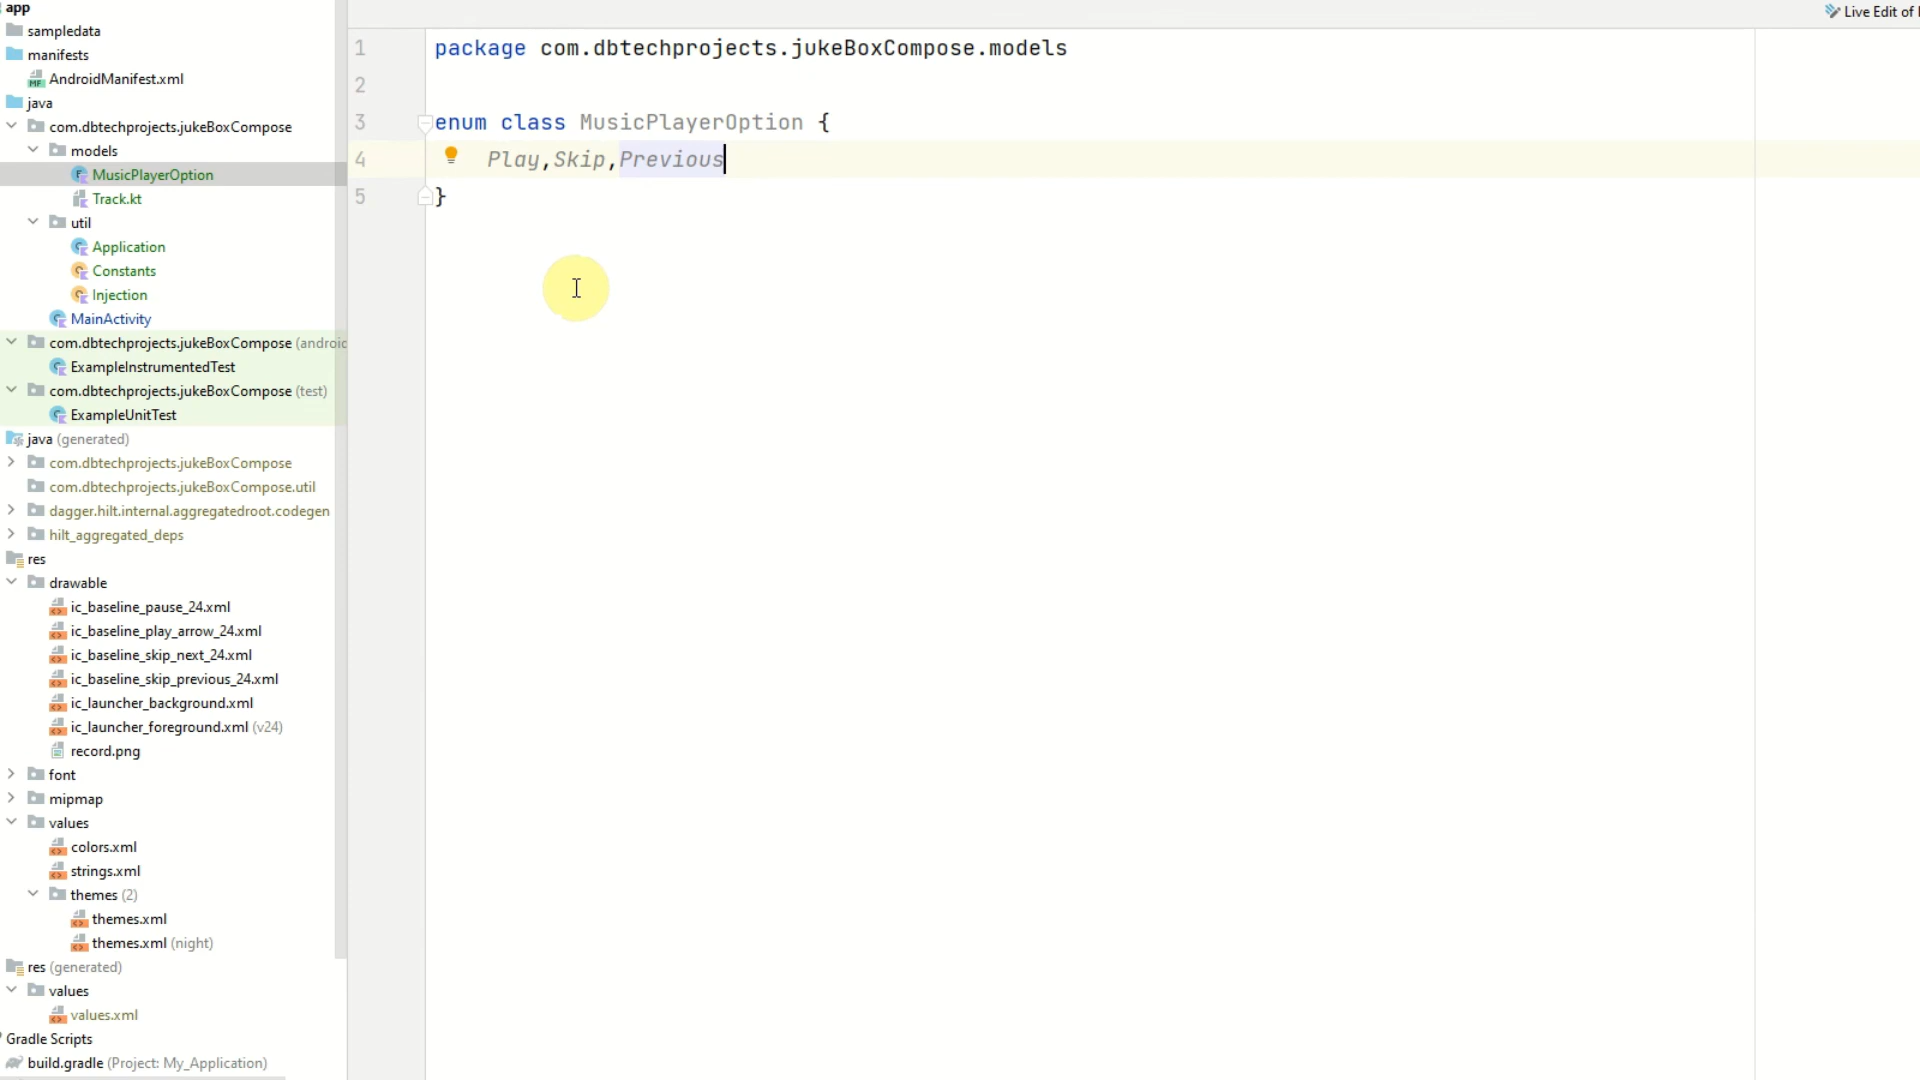 app
sampledata
manifests
AndroidManifest.xml
java
com.dbtechprojects.jukeBoxCompose
models
MusicPlayerOption
Track.kt
util
Application
Constants
Injection
MainActivity
com.dbtechprojects.jukeBoxCompose (androi
ExampleInstrumentedTest
com.dbtechprojects.jukeBoxCompose (test)
ExampleUnitTest
java (generated)
com.dbtechprojects.jukeBoxCompose
com.dbtechprojects.jukeBoxCompose.util
dagger.hilt.internal.aggregatedroot.codegen
hilt_aggregated_deps
res
drawable
ic_baseline_pause_24.xml
ic_baseline_play_arrow_24.xml
ic_baseline_skip_next_24.xml
ic_baseline_skip_previous_24.xml
ic_launcher_background.xml
ic_launcher_foreground.xml (v24)
record.png
font
mipmap
values
colors.xml
strings.xml
themes (2)
themes.xml
themes.xml (night)
res (generated)
values
values.xml
Gradle Scripts
build.gradle (Project: My_Application)
Live Edit of
1 package com.dbtechprojects.jukeBoxCompose.models
2
3 enum class MusicPlayerOption {
4 Play,Skip,Previous
5 }